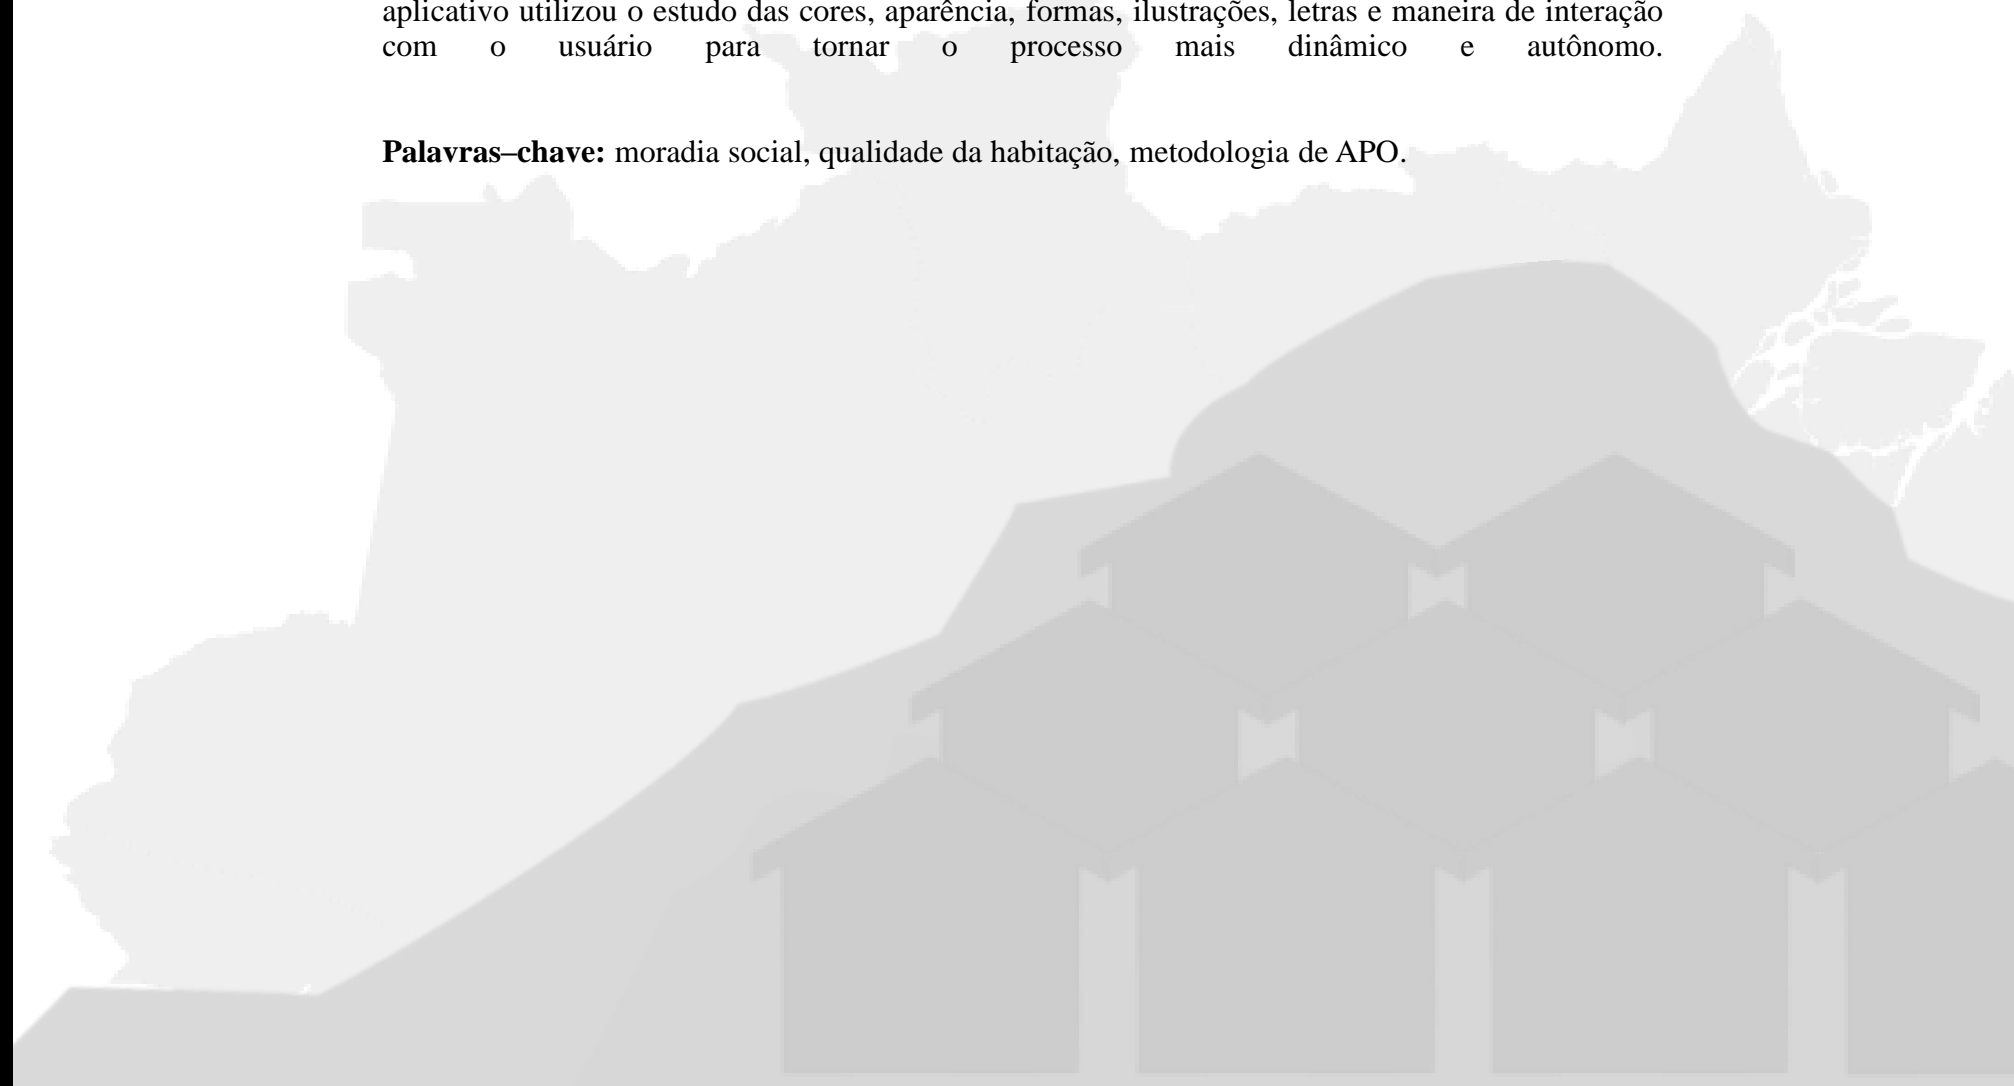 aplicativo utilizou o estudo das cores, aparência, formas, ilustrações, letras e maneira de interação
com o usuário para tornar o processo mais dinâmico e autônomo.
Palavras–chave: moradia social, qualidade da habitação, metodologia de APO.